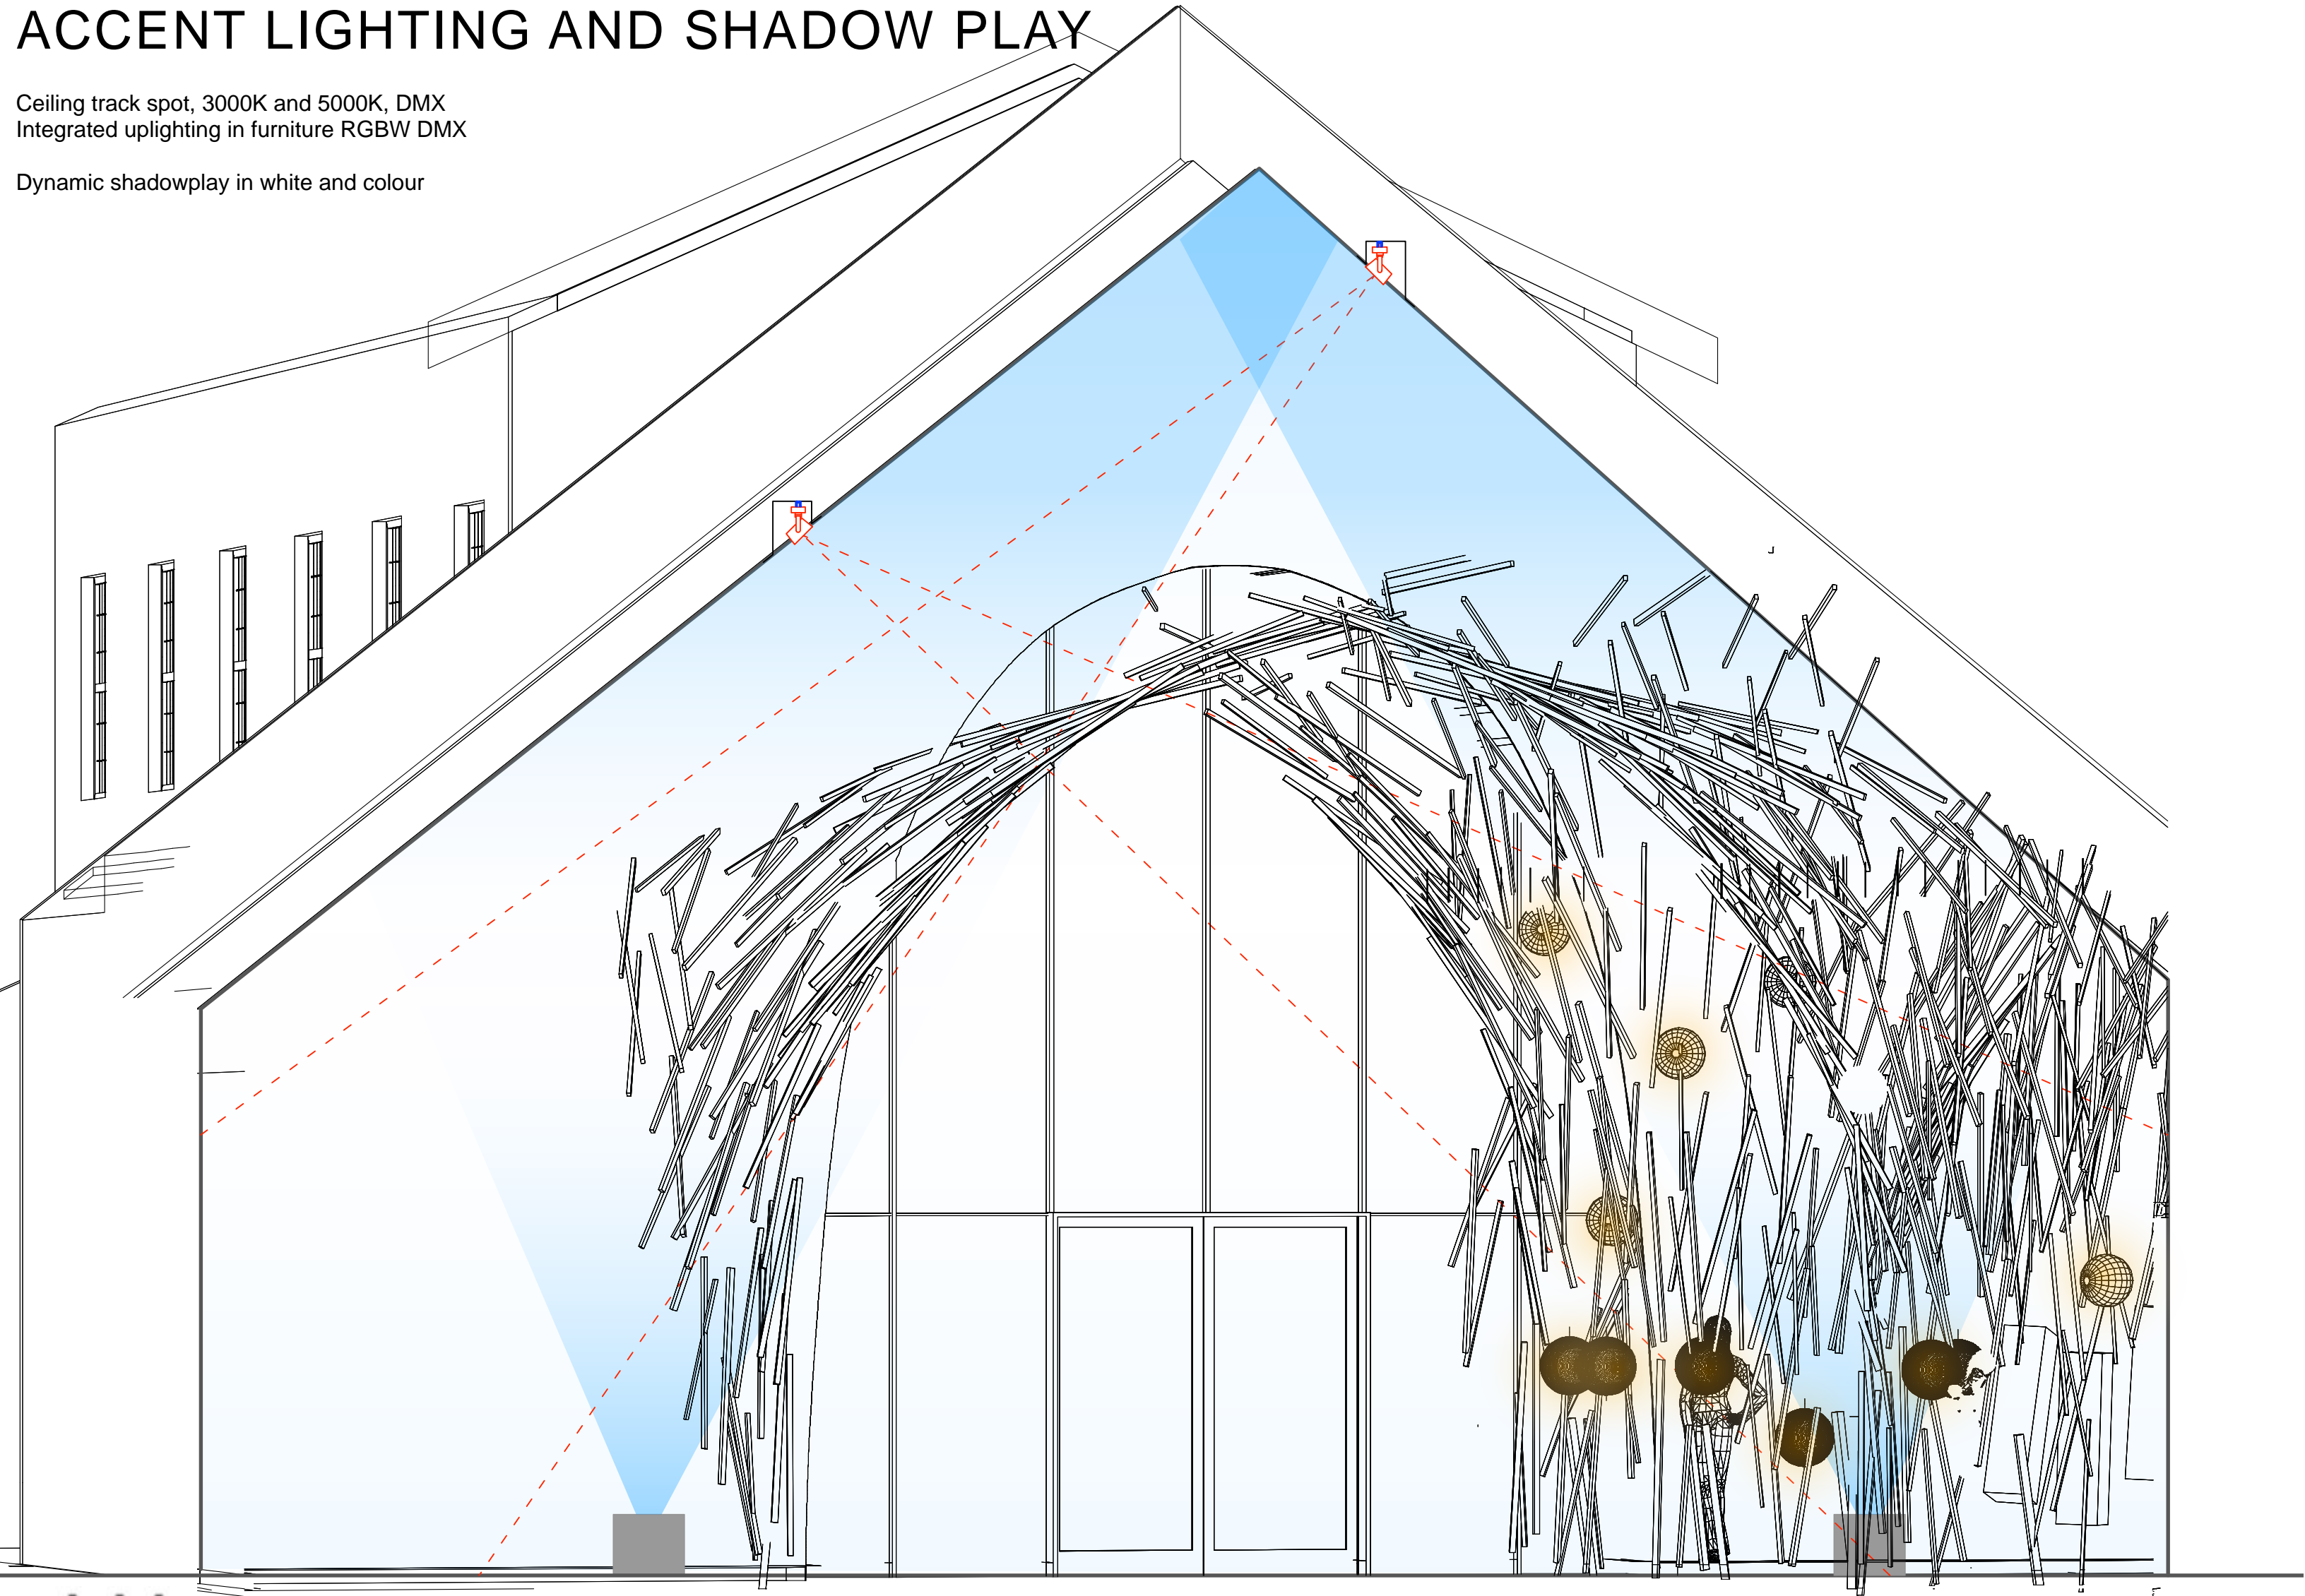 ACCENT LIGHTING AND SHADOW PLAY
Ceiling track spot, 3000K and 5000K, DMX
Integrated uplighting in furniture RGBW DMX
Dynamic shadowplay in white and colour